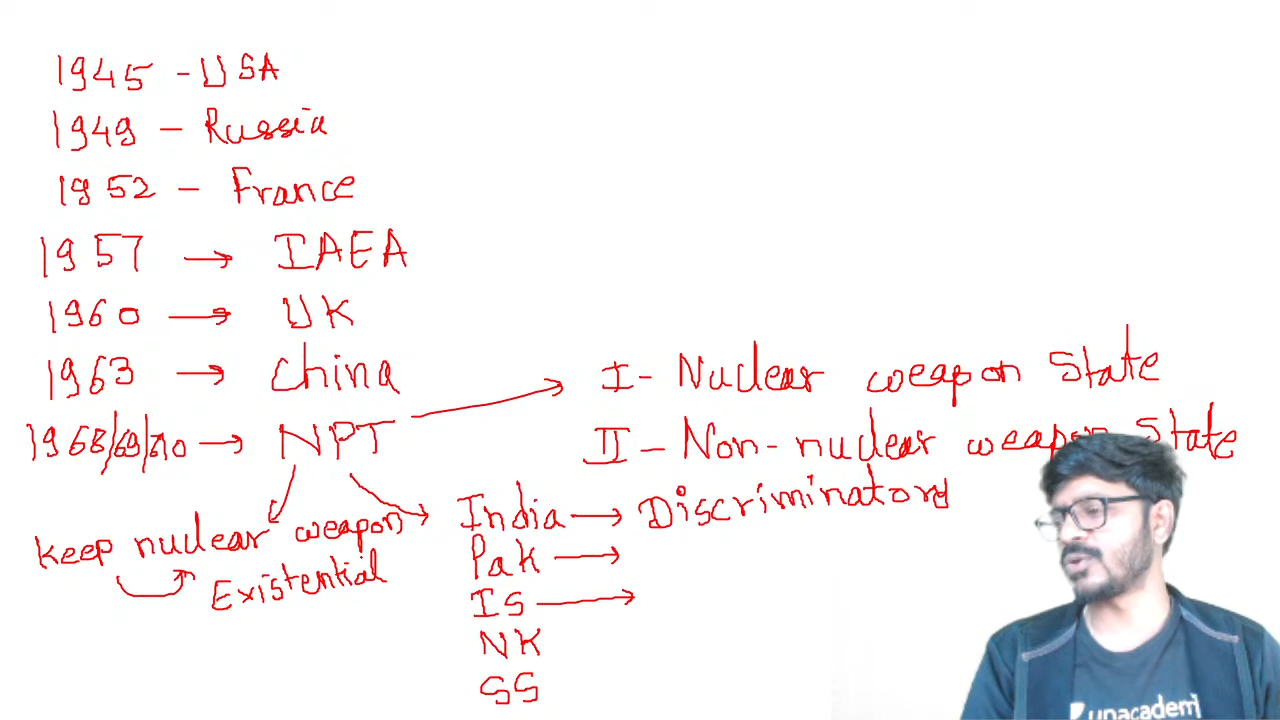 1945 - USA
1949 - Russia
1952 - France
1957 → IAEA
1960 → UK
1963 → China
I - Nuclear weapon State
1968/69/70 → NPT
II - Non-nuclear weapon State
India → Discriminatory
keep nuclear weapon
Pak →
Existential
IS →
NK
SS
unacademy